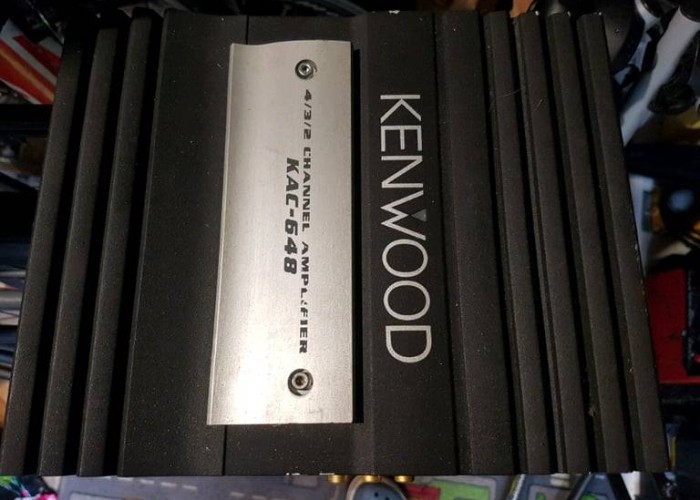 KENWOOD
4/3/2 CHANNEL AMPLIFIER
KAC-648